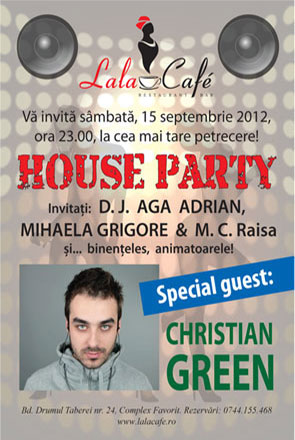 Lala Café
RESTAURANT BAR
Vă invită sâmbată, 15 septembrie 2012,
ora 23.00, la cea mai tare petrecere!
HOUSE PARTY
Invitați: D. J. AGA ADRIAN,
MIHAELA GRIGORE & M. C. Raisa
și... bineņțeles, animatoarele!
Special guest:
CHRISTIAN
GREEN
Bd. Drumul Taberei nr. 24, Complex Favorit. Rezervări: 0744.155.468
www.lalacafe.ro